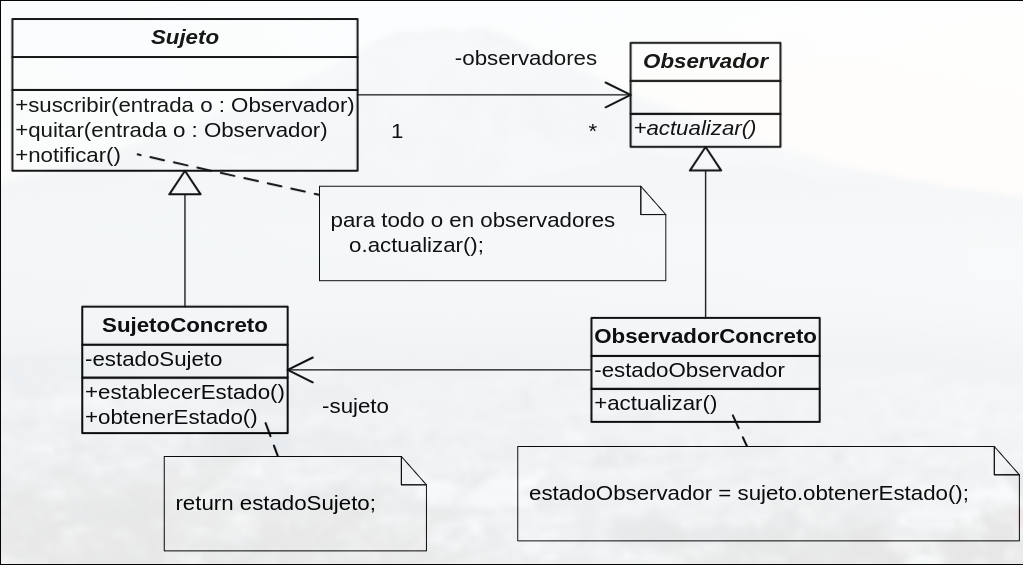 Sujeto
+suscribir(entrada o : Observador)
+quitar(entrada o : Observador)
+notificar()
-observadores
1
*
Observador
+actualizar()
para todo o en observadores
o.actualizar();
SujetoConcreto
-estadoSujeto
+establecerEstado()
+obtenerEstado()
-sujeto
ObservadorConcreto
-estadoObservador
+actualizar()
return estadoSujeto;
estadoObservador = sujeto.obtenerEstado();